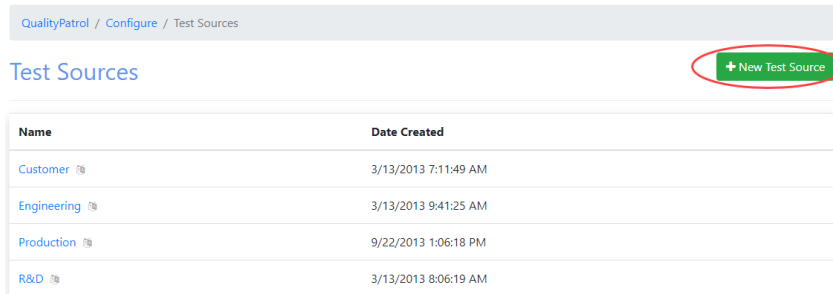 QualityPatrol / Configure / Test Sources
Test Sources
+ New Test Source
Name Date Created
Customer 3/13/2013 7:11:49 AM
Engineering 3/13/2013 9:41:25 AM
Production 9/22/2013 1:06:18 PM
R&D 3/13/2013 8:06:19 AM